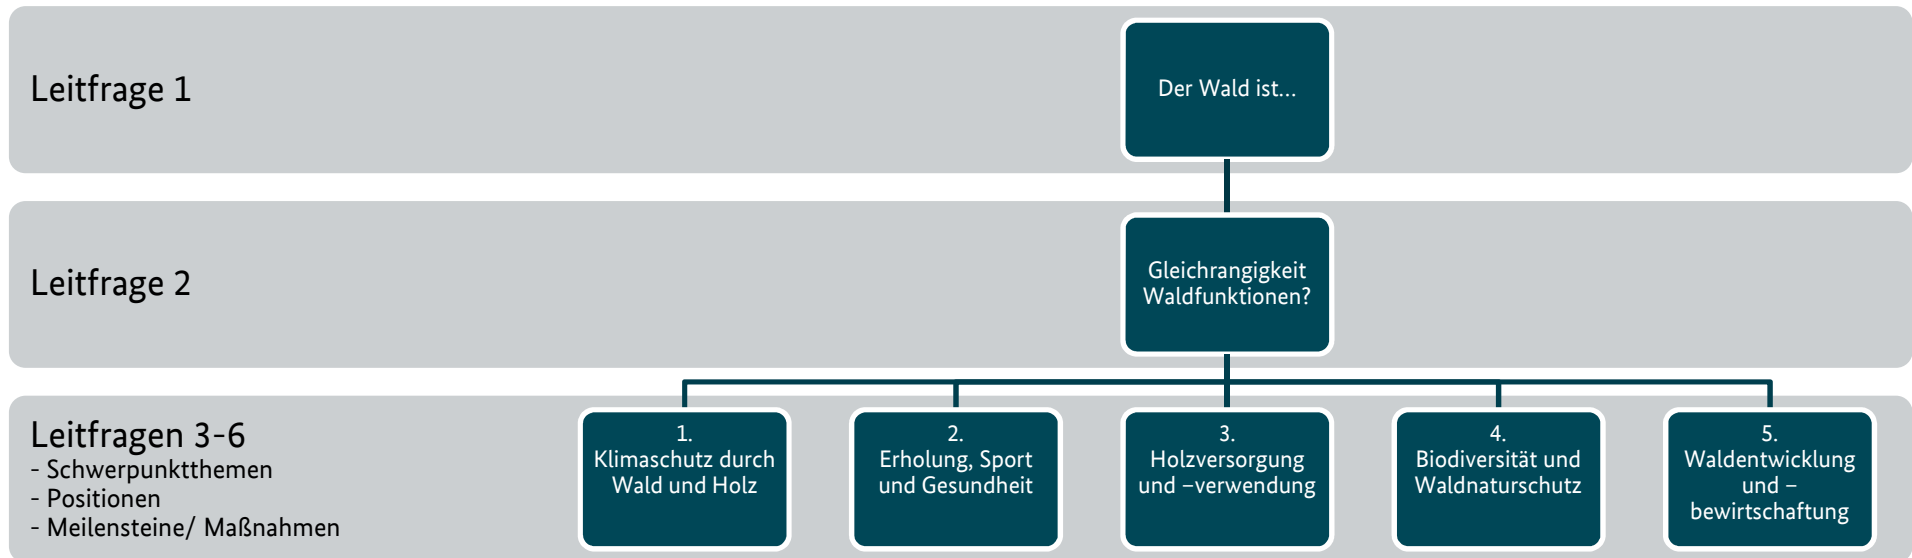 Leitfrage 1
Der Wald ist...
Leitfrage 2
Gleichrangigkeit
Waldfunktionen?
Leitfragen 3-6
- Schwerpunktthemen
- Positionen
- Meilensteine/ Maßnahmen
1.
Klimaschutz durch
Wald und Holz
2.
Erholung, Sport
und Gesundheit
3.
Holzversorgung
und –verwendung
4.
Biodiversität und
Waldnaturschutz
5.
Waldentwicklung
und –
bewirtschaftung